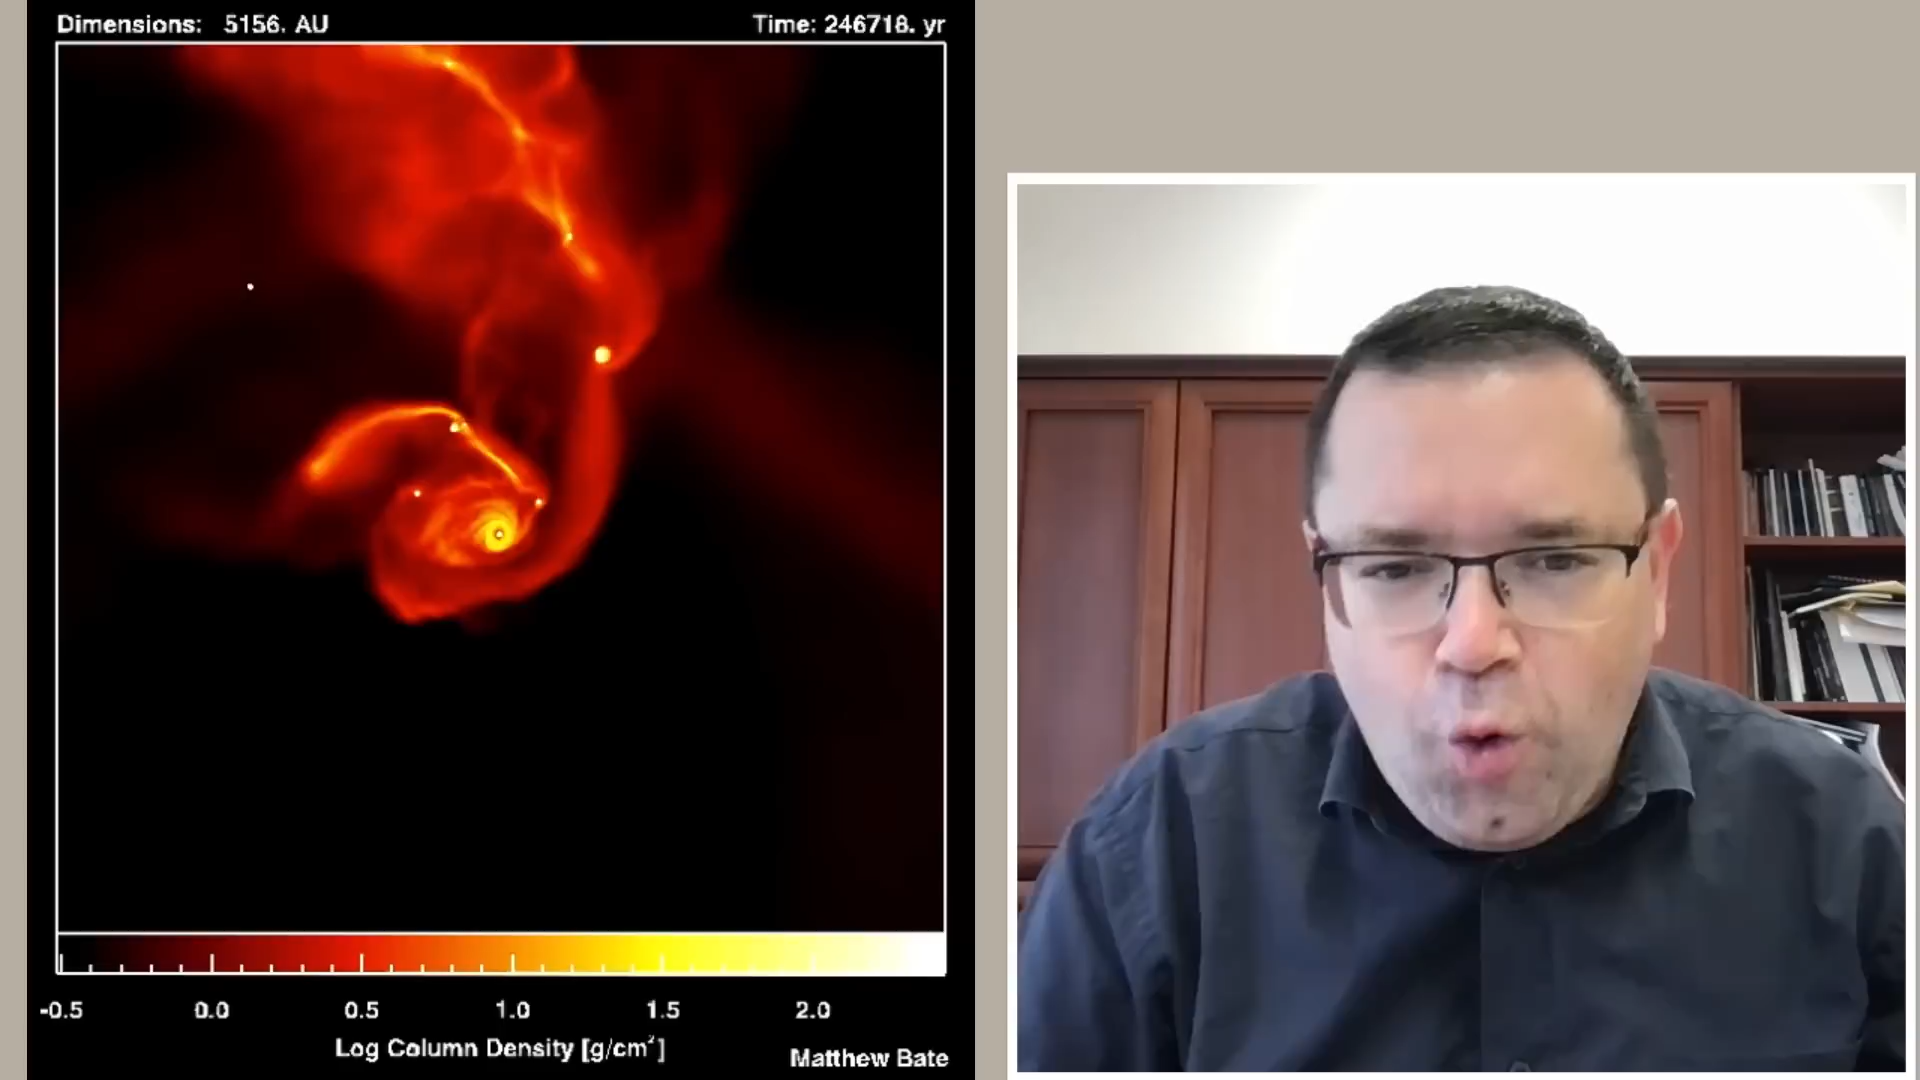 Dimensions: 5156. AU
Time: 246718. yr
-0.5 0.0 0.5 1.0 1.5 2.0
Log Column Density [g/cm²]
Matthew Bate